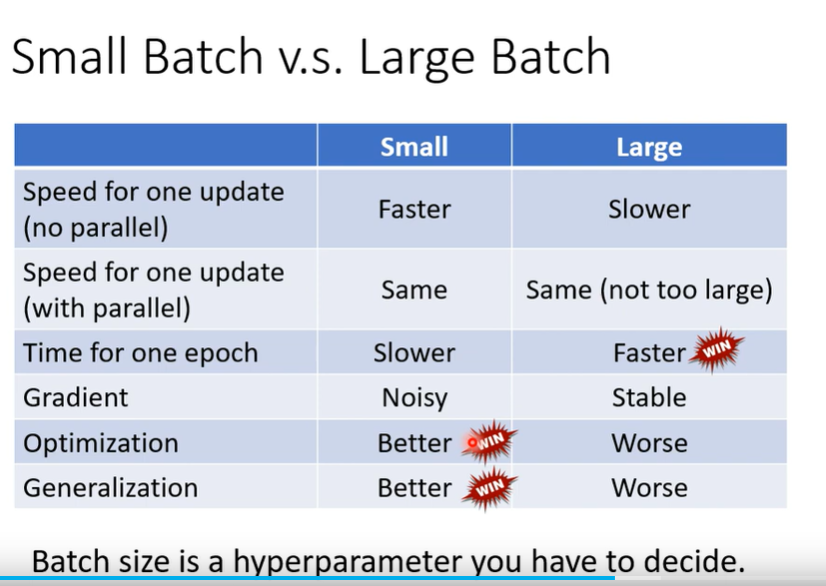 Small Batch v.s. Large Batch
Small Large
Speed for one update
(no parallel) Faster Slower
Speed for one update
(with parallel) Same Same (not too large)
Time for one epoch Slower Faster WIN
Gradient Noisy Stable
Optimization Better WIN Worse
Generalization Better WIN Worse
Batch size is a hyperparameter you have to decide.